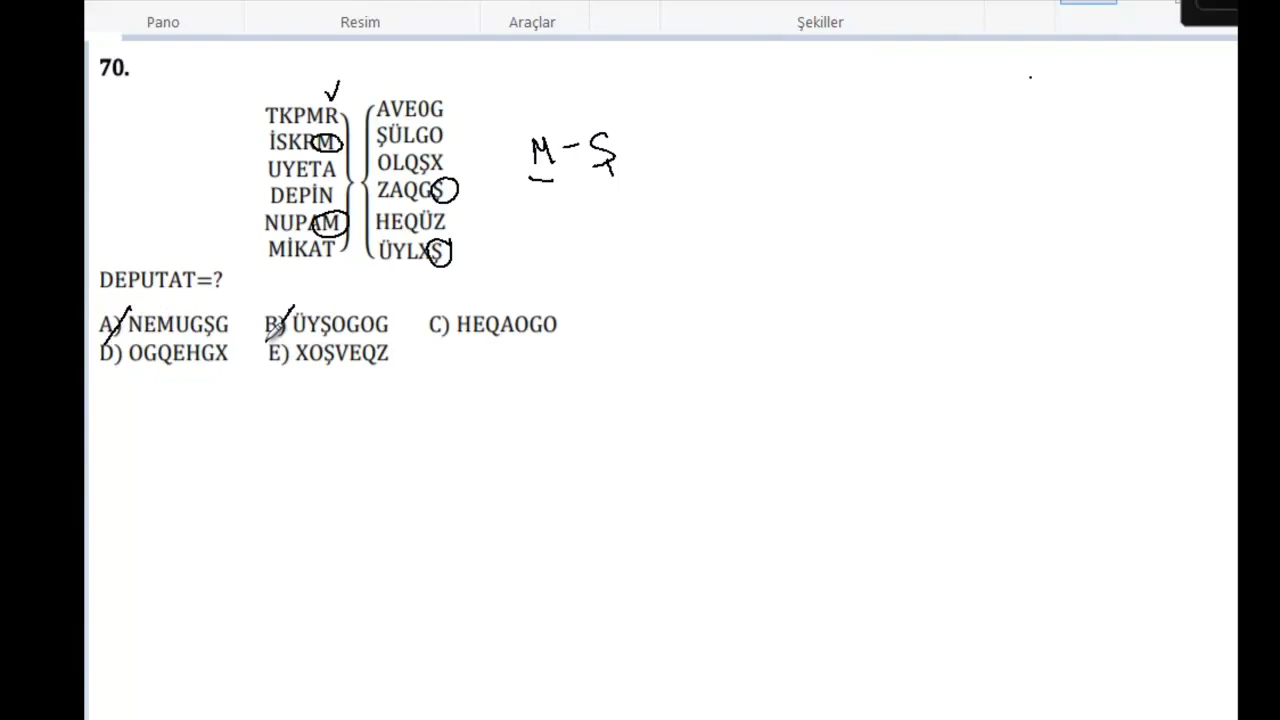 Pano Resim Araçlar Şekiller
70.
TKPMR AVE0G
İSKRM ŞÜLGO
UYETA OLQŞX
DEPİN ZAQGŞ
NUPAM HEQÜZ
MİKAT ÜYLXŞ
M - Ş
DEPUTAT=?
A) NEMUGŞG B) ÜYŞOGOG C) HEQAOGO
D) OGQEHGX E) XOŞVEQZ